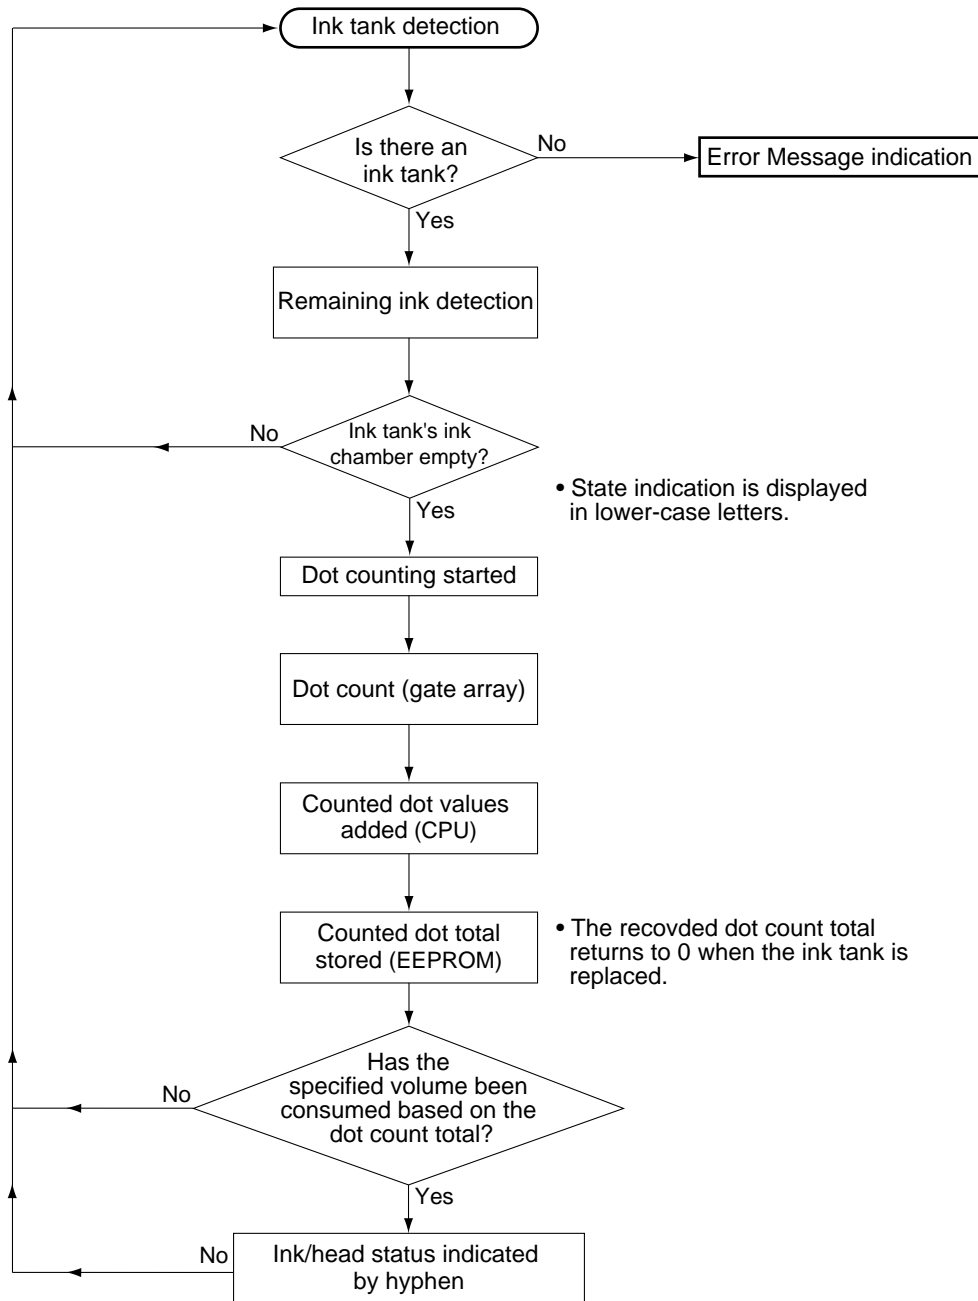 Ink tank detection
Is there an
ink tank?
No
Error Message indication
Yes
Remaining ink detection
No
Ink tank's ink
chamber empty?
Yes
• State indication is displayed
in lower-case letters.
Dot counting started
Dot count (gate array)
Counted dot values
added (CPU)
Counted dot total
stored (EEPROM)
• The recovded dot count total
returns to 0 when the ink tank is
replaced.
Has the
specified volume been
consumed based on the
dot count total?
No
Yes
No
Ink/head status indicated
by hyphen